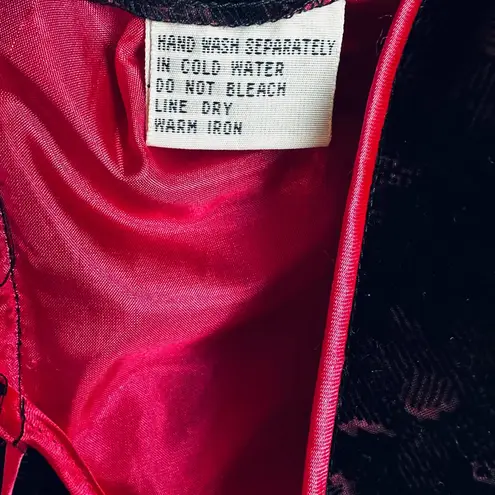 HAND WASH SEPARATELY
IN COLD WATER
DO NOT BLEACH
LINE DRY
WARM IRON